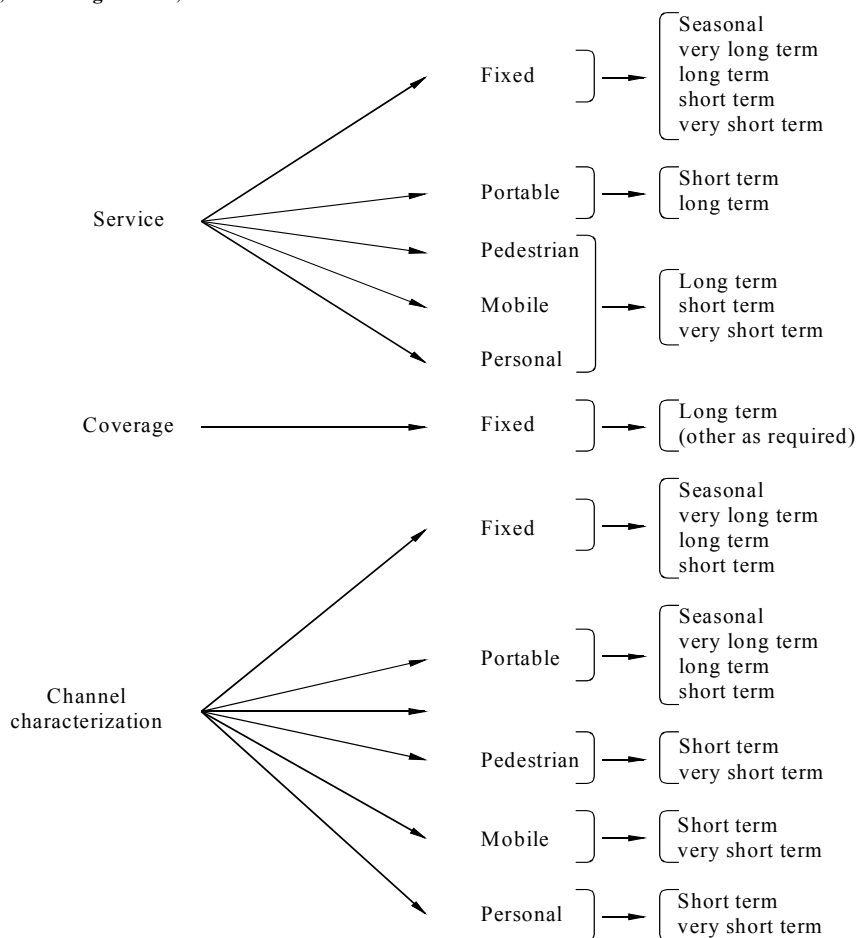 Seasonal
very long term
Fixed
long term
short term
very short term
Portable
Short term
long term
Service
Pedestrian
Mobile
Long term
short term
very short term
Personal
Coverage
Fixed
Long term
(other as required)
Seasonal
very long term
Fixed
long term
short term
Seasonal
very long term
Portable
long term
short term
Channel
characterization
Pedestrian
Short term
very short term
Mobile
Short term
very short term
Personal
Short term
very short term